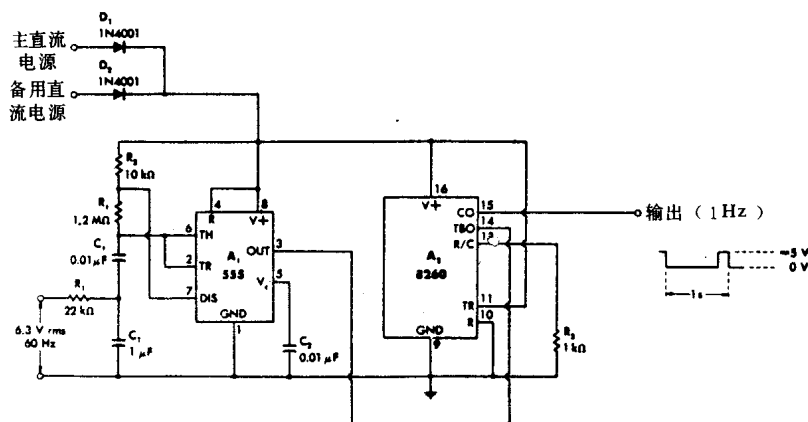 D₁
1N4001
主直流
电源
D₂
1N4001
备用直
流电源
R₂
10 kΩ
R₁
1.2 MΩ
C₁
0.01 μF
R₁
22 kΩ
6.3 V rms
60 Hz
C₁
1 μF
4
8
R
V+
6
TH
A₁
555
OUT
3
2
TR
5
7
DIS
GND
1
C₂
0.01 μF
16
V+
CO
15
TBO
14
R/C
13
A₂
8260
TR
11
R
10
GND
R₃
1 kΩ
输出（1Hz）
≈5 V
0 V
1s